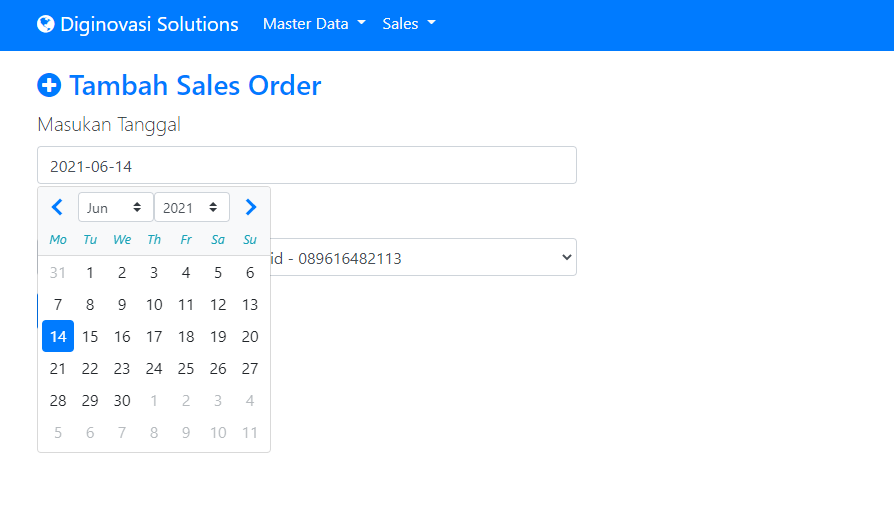 Diginovasi Solutions Master Data Sales
Tambah Sales Order
Masukan Tanggal
2021-06-14
Jun 2021
Mo Tu We Th Fr Sa Su
31 1 2 3 4 5 6
id - 089616482113
7 8 9 10 11 12 13
14 15 16 17 18 19 20
21 22 23 24 25 26 27
28 29 30 1 2 3 4
5 6 7 8 9 10 11